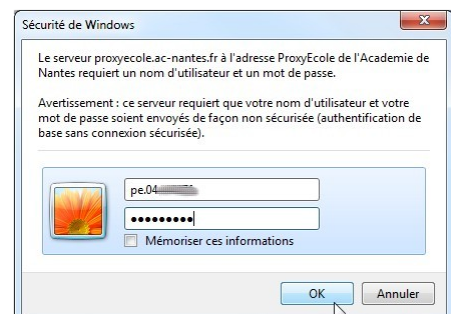 Sécurité de Windows
Le serveur proxyecole.ac-nantes.fr à l'adresse ProxyEcole de l'Academie de
Nantes requiert un nom d'utilisateur et un mot de passe.
Avertissement : ce serveur requiert que votre nom d'utilisateur et votre
mot de passe soient envoyés de façon non sécurisée (authentification de
base sans connexion sécurisée).
pe.04
●●●●●●●●●
Mémoriser ces informations
OK
Annuler